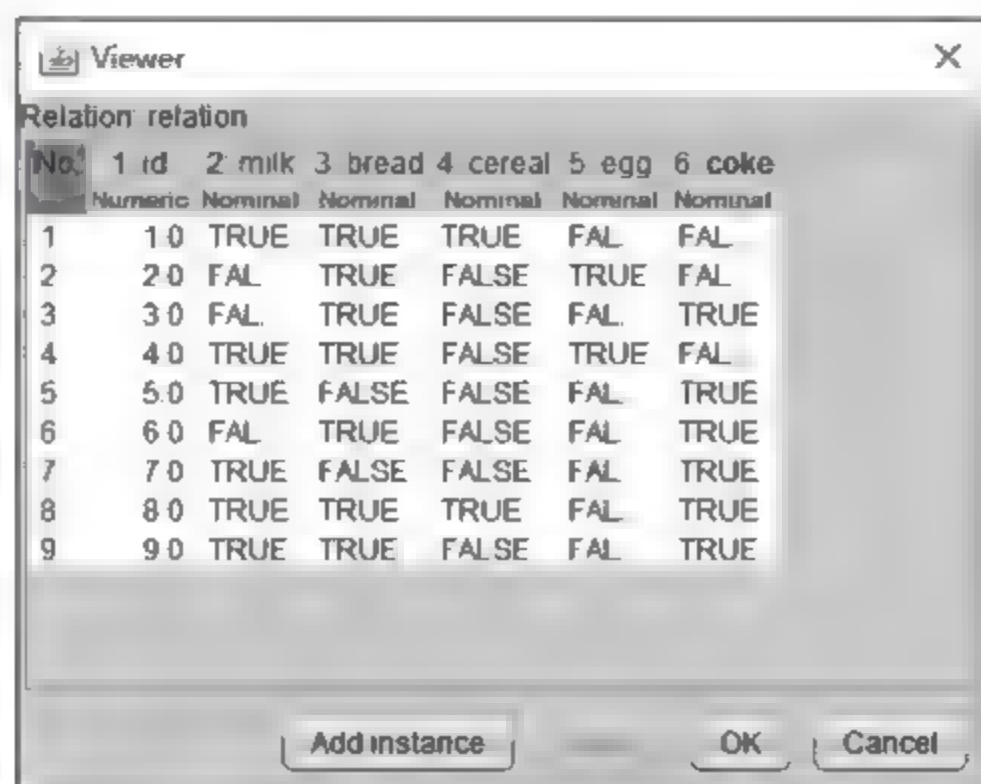 Viewer
Relation: relation
No. 1: id 2: milk 3: bread 4: cereal 5: egg 6: coke
Numeric Nominal Nominal Nominal Nominal Nominal
1 1.0 TRUE TRUE TRUE FAL... FAL...
2 2.0 FAL... TRUE FALSE TRUE FAL...
3 3.0 FAL... TRUE FALSE FAL... TRUE
4 4.0 TRUE TRUE FALSE TRUE FAL...
5 5.0 TRUE FALSE FALSE FAL... TRUE
6 6.0 FAL... TRUE FALSE FAL... TRUE
7 7.0 TRUE FALSE FALSE FAL... TRUE
8 8.0 TRUE TRUE TRUE FAL... TRUE
9 9.0 TRUE TRUE FALSE FAL... TRUE
Add instance OK Cancel